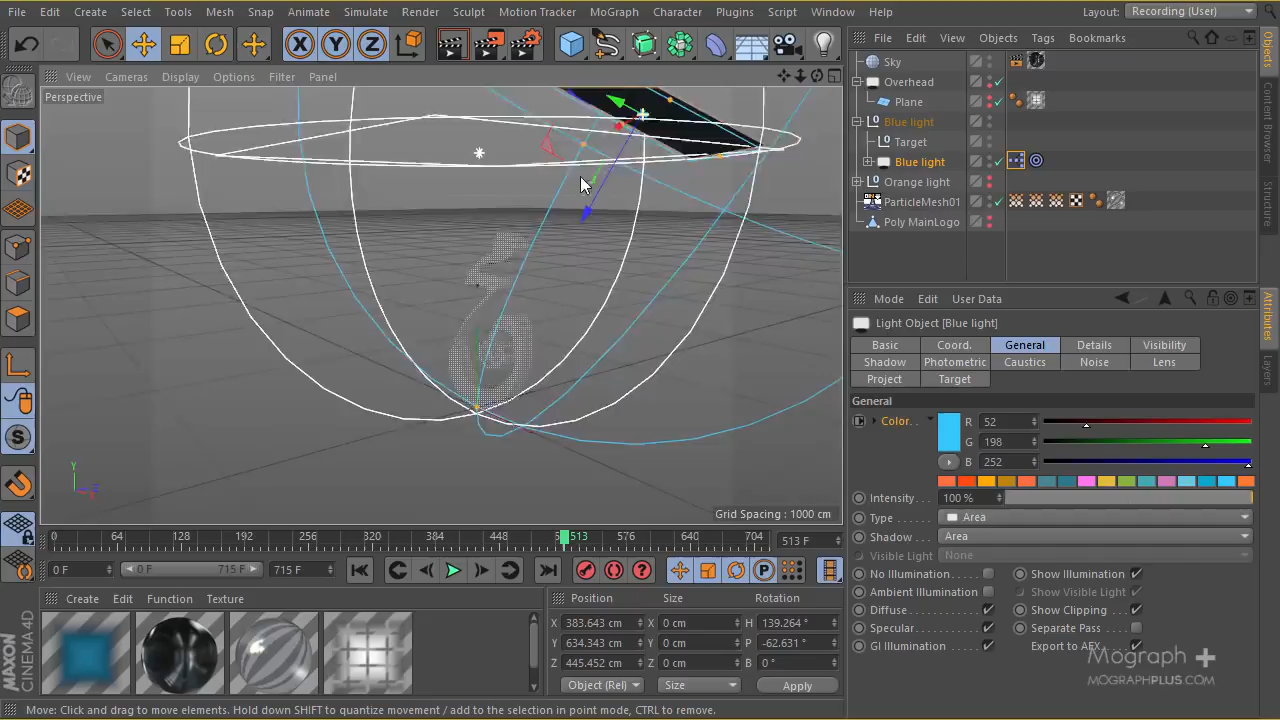 File Edit Create Select Tools Mesh Snap Animate Simulate Render Sculpt Motion Tracker MoGraph Character Plugins Script Window Help Layout: Recording (User)
X Y Z
File Edit View Objects Tags Bookmarks
View Cameras Display Options Filter Panel
Perspective
Sky
Overhead
Plane
Blue light
Target
Blue light
Orange light
ParticleMesh01
Poly MainLogo
Objects
Structure
Mode Edit User Data
Light Object [Blue light]
Basic Coord. General Details Visibility
Shadow Photometric Caustics Noise Lens
Project Target
Attributes
Layers
General
Color. . R 52
G 198
B 252
Intensity 100 %
Type . . . Area
Shadow. . . Area
Visible Light None
No Illumination . . . . . Show Illumination
Ambient Illumination Show Visible Light
Diffuse . . . . . Show Clipping
Specular . . . . . Separate Pass
GI Illumination . . . Export to AEX
Y
Grid Spacing : 1000 cm
0 64 128 192 256 320 384 448 513 576 640 704 513 F
0 F 0 F 715 F 715 F
P
Create Edit Function Texture
Position Size Rotation
X 383.643 cm X 0 cm H 139.264 °
Y 634.343 cm Y 0 cm P -62.631 °
Z 445.452 cm Z 0 cm B 0 °
Object (Rel) Size Apply
MAXON
CINEMA 4D
Mograph +
MOGRAPHPLUS.COM
Move: Click and drag to move elements. Hold down SHIFT to quantize movement / add to the selection in point mode, CTRL to remove.